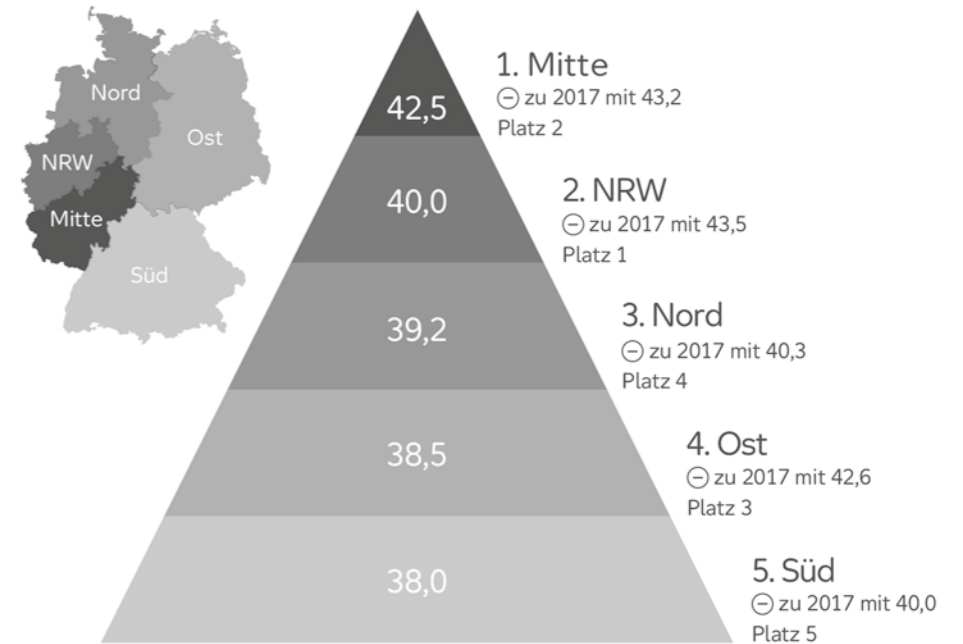 Nord
Ost
NRW
Mitte
Süd
42,5
1. Mitte
⊖ zu 2017 mit 43,2
Platz 2
40,0
2. NRW
⊖ zu 2017 mit 43,5
Platz 1
39,2
3. Nord
⊖ zu 2017 mit 40,3
Platz 4
38,5
4. Ost
⊖ zu 2017 mit 42,6
Platz 3
38,0
5. Süd
⊖ zu 2017 mit 40,0
Platz 5